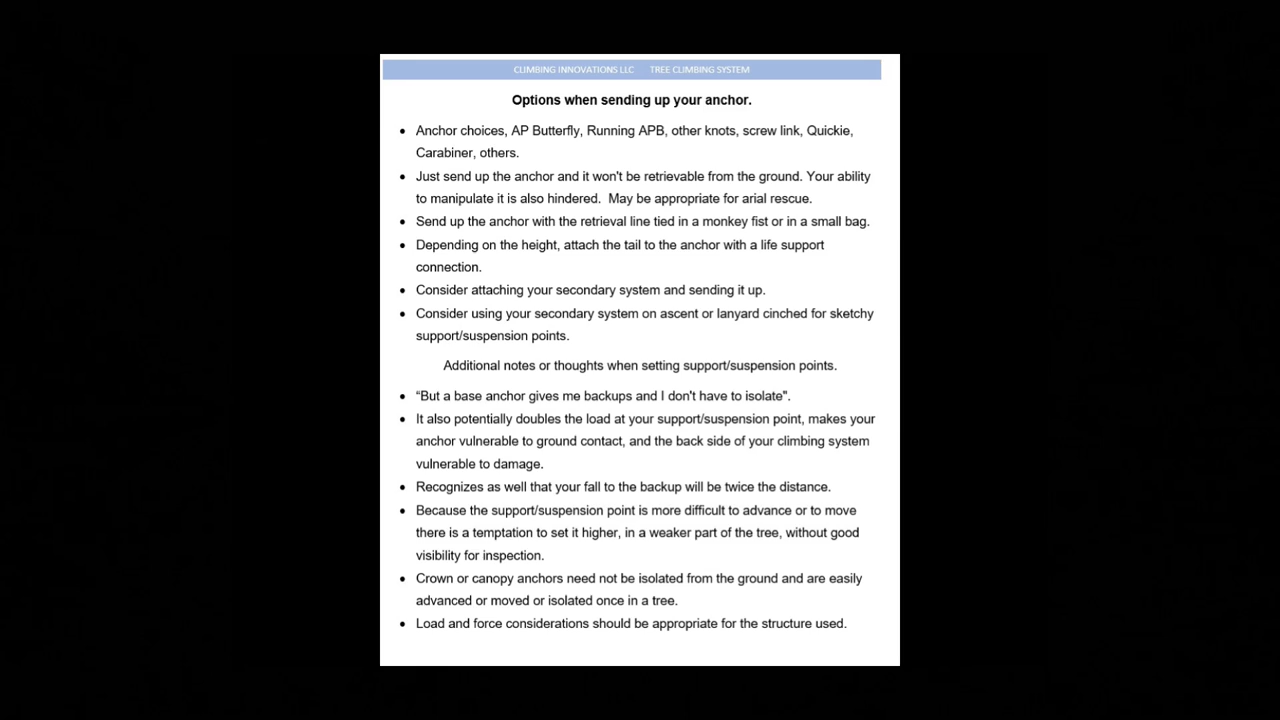 CLIMBING INNOVATIONS LLC TREE CLIMBING SYSTEM
Options when sending up your anchor.
• Anchor choices, AP Butterfly, Running APB, other knots, screw link, Quickie,
Carabiner, others.
• Just send up the anchor and it won't be retrievable from the ground. Your ability
to manipulate it is also hindered. May be appropriate for arial rescue.
• Send up the anchor with the retrieval line tied in a monkey fist or in a small bag.
• Depending on the height, attach the tail to the anchor with a life support
connection.
• Consider attaching your secondary system and sending it up.
• Consider using your secondary system on ascent or lanyard cinched for sketchy
support/suspension points.
Additional notes or thoughts when setting support/suspension points.
• “But a base anchor gives me backups and I don't have to isolate".
• It also potentially doubles the load at your support/suspension point, makes your
anchor vulnerable to ground contact, and the back side of your climbing system
vulnerable to damage.
• Recognizes as well that your fall to the backup will be twice the distance.
• Because the support/suspension point is more difficult to advance or to move
there is a temptation to set it higher, in a weaker part of the tree, without good
visibility for inspection.
• Crown or canopy anchors need not be isolated from the ground and are easily
advanced or moved or isolated once in a tree.
• Load and force considerations should be appropriate for the structure used.